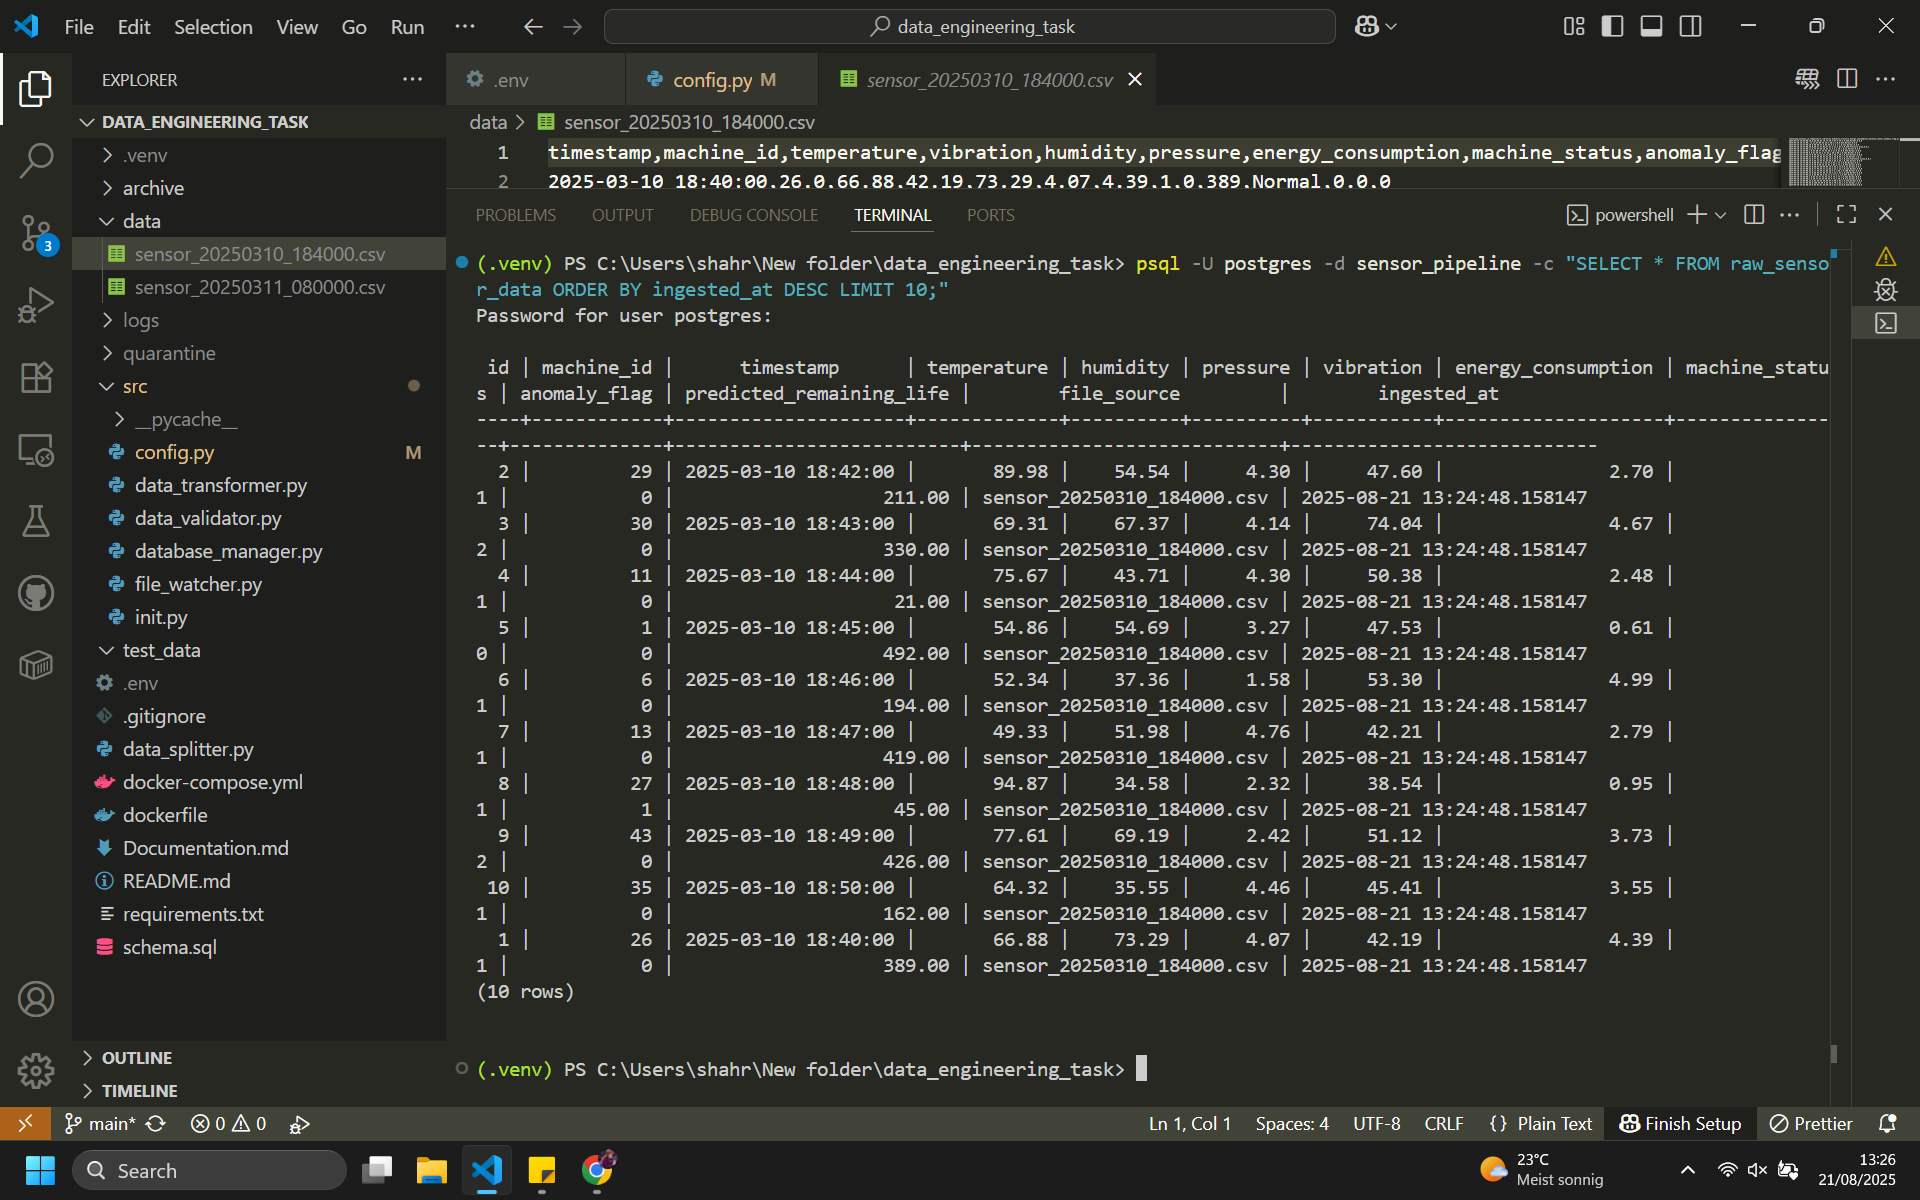 File Edit Selection View Go Run ···
data_engineering_task
EXPLORER
DATA_ENGINEERING_TASK
.venv
archive
data
sensor_20250310_184000.csv
sensor_20250311_080000.csv
logs
quarantine
src
__pycache__
config.py M
data_transformer.py
data_validator.py
database_manager.py
file_watcher.py
init.py
test_data
.env
.gitignore
data_splitter.py
docker-compose.yml
dockerfile
Documentation.md
README.md
requirements.txt
schema.sql
OUTLINE
TIMELINE
3
.env
config.py M
sensor_20250310_184000.csv
data > sensor_20250310_184000.csv
1 timestamp,machine_id,temperature,vibration,humidity,pressure,energy_consumption,machine_status,anomaly_flag
2 2025-03-10 18:40:00,26.0,66.88,42.19,73.29,4.07,4.39,1.0,389,Normal,0.0,0
PROBLEMS OUTPUT DEBUG CONSOLE TERMINAL PORTS
powershell
(.venv) PS C:\Users\shahr\New folder\data_engineering_task> psql -U postgres -d sensor_pipeline -c "SELECT * FROM raw_senso
r_data ORDER BY ingested_at DESC LIMIT 10;"
Password for user postgres:
id | machine_id | timestamp | temperature | humidity | pressure | vibration | energy_consumption | machine_statu
s | anomaly_flag | predicted_remaining_life | file_source | ingested_at
----+------------+---------------------+-------------+----------+----------+-----------+--------------------+--------------
--+--------------+--------------------------+----------------------------+----------------------------
2 | 29 | 2025-03-10 18:42:00 | 89.98 | 54.54 | 4.30 | 47.60 | 2.70 |
1 | 0 | 211.00 | sensor_20250310_184000.csv | 2025-08-21 13:24:48.158147
3 | 30 | 2025-03-10 18:43:00 | 69.31 | 67.37 | 4.14 | 74.04 | 4.67 |
2 | 0 | 330.00 | sensor_20250310_184000.csv | 2025-08-21 13:24:48.158147
4 | 11 | 2025-03-10 18:44:00 | 75.67 | 43.71 | 4.30 | 50.38 | 2.48 |
1 | 0 | 21.00 | sensor_20250310_184000.csv | 2025-08-21 13:24:48.158147
5 | 1 | 2025-03-10 18:45:00 | 54.86 | 54.69 | 3.27 | 47.53 | 0.61 |
0 | 0 | 492.00 | sensor_20250310_184000.csv | 2025-08-21 13:24:48.158147
6 | 6 | 2025-03-10 18:46:00 | 52.34 | 37.36 | 1.58 | 53.30 | 4.99 |
1 | 0 | 194.00 | sensor_20250310_184000.csv | 2025-08-21 13:24:48.158147
7 | 13 | 2025-03-10 18:47:00 | 49.33 | 51.98 | 4.76 | 42.21 | 2.79 |
1 | 0 | 419.00 | sensor_20250310_184000.csv | 2025-08-21 13:24:48.158147
8 | 27 | 2025-03-10 18:48:00 | 94.87 | 34.58 | 2.32 | 38.54 | 0.95 |
1 | 1 | 45.00 | sensor_20250310_184000.csv | 2025-08-21 13:24:48.158147
9 | 43 | 2025-03-10 18:49:00 | 77.61 | 69.19 | 2.42 | 51.12 | 3.73 |
2 | 0 | 426.00 | sensor_20250310_184000.csv | 2025-08-21 13:24:48.158147
10 | 35 | 2025-03-10 18:50:00 | 64.32 | 35.55 | 4.46 | 45.41 | 3.55 |
1 | 0 | 162.00 | sensor_20250310_184000.csv | 2025-08-21 13:24:48.158147
1 | 26 | 2025-03-10 18:40:00 | 66.88 | 73.29 | 4.07 | 42.19 | 4.39 |
1 | 0 | 389.00 | sensor_20250310_184000.csv | 2025-08-21 13:24:48.158147
(10 rows)
(.venv) PS C:\Users\shahr\New folder\data_engineering_task>
main* 0 0 Ln 1, Col 1 Spaces: 4 UTF-8 CRLF {} Plain Text Finish Setup Prettier
Search
23°C
Meist sonnig
13:26
21/08/2025